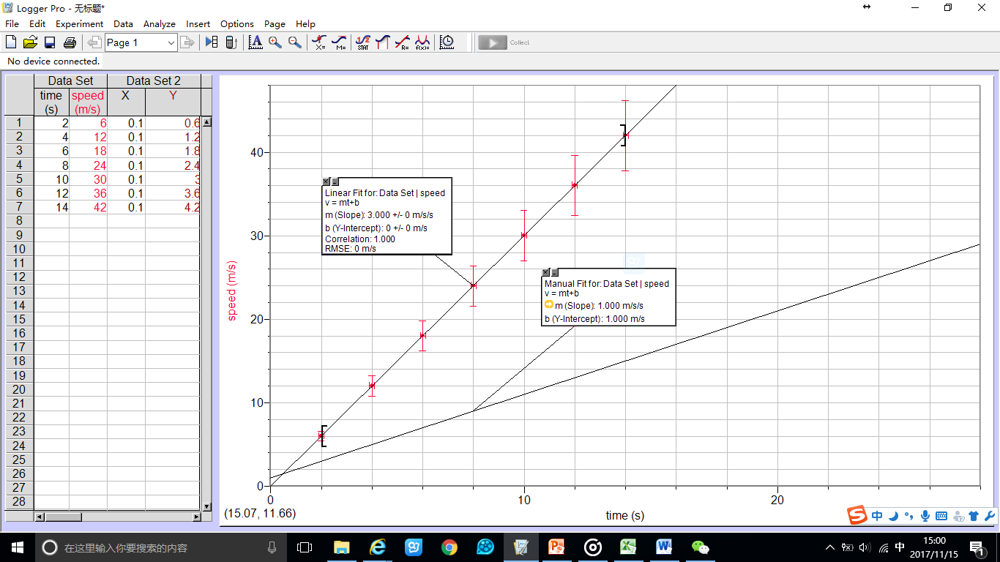 Logger Pro - 无标题*
File Edit Experiment Data Analyze Insert Options Page Help
Page 1
X= M= STAT R= f(x)= Collect
No device connected.
Data Set Data Set 2
time (s) speed (m/s) X Y
1 2 6 0.1 0.6
2 4 12 0.1 1.2
3 6 18 0.1 1.8
4 8 24 0.1 2.4
5 10 30 0.1 3
6 12 36 0.1 3.6
7 14 42 0.1 4.2
8
9
10
11
12
13
14
15
16
17
18
19
20
21
22
23
24
25
26
27
28
speed (m/s)
40
30
20
10
0
Linear Fit for: Data Set | speed
v = mt+b
m (Slope): 3.000 +/- 0 m/s/s
b (Y-Intercept): 0 +/- 0 m/s
Correlation: 1.000
RMSE: 0 m/s
Manual Fit for: Data Set | speed
v = mt+b
m (Slope): 1.000 m/s/s
b (Y-Intercept): 1.000 m/s
0 10 20
(15.07, 11.66)
time (s)
中
在这里输入你要搜索的内容
中
15:00
2017/11/15
1